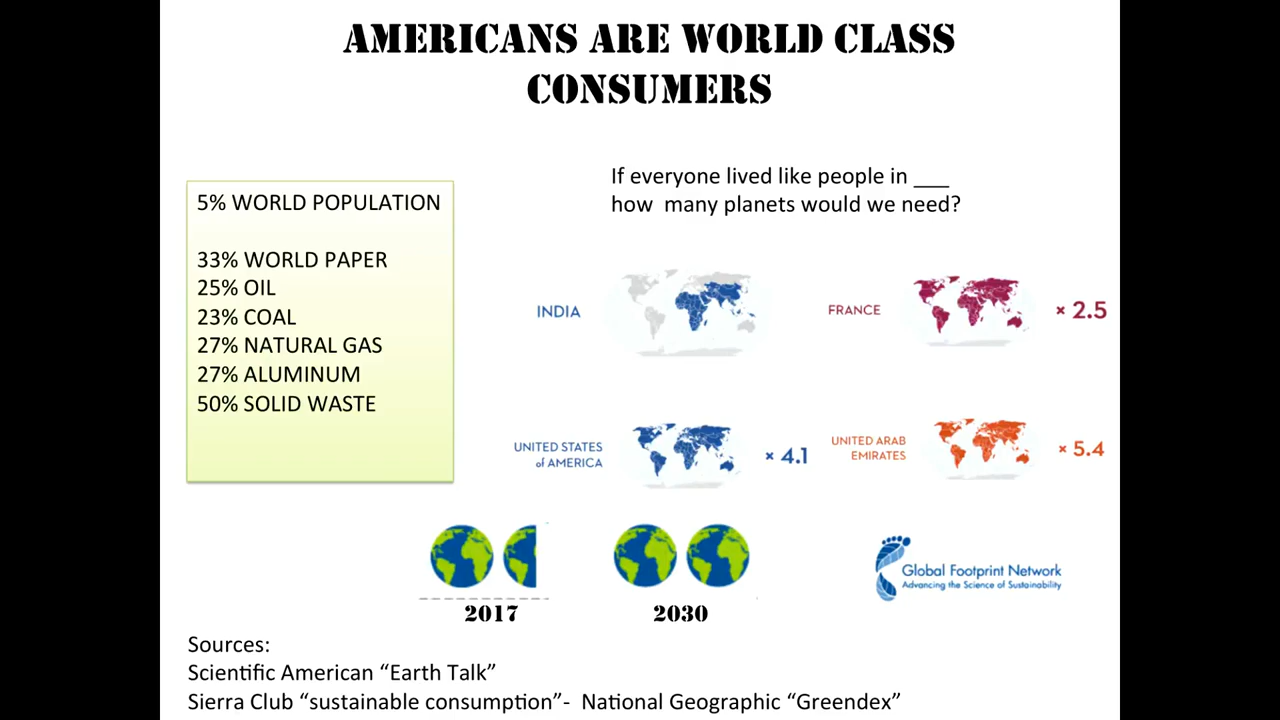 AMERICANS ARE WORLD CLASS
CONSUMERS
5% WORLD POPULATION
33% WORLD PAPER
25% OIL
23% COAL
27% NATURAL GAS
27% ALUMINUM
50% SOLID WASTE
If everyone lived like people in ___
how many planets would we need?
INDIA
FRANCE
× 2.5
UNITED STATES
of AMERICA
× 4.1
UNITED ARAB
EMIRATES
× 5.4
2017
2030
Global Footprint Network
Advancing the Science of Sustainability
Sources:
Scientific American “Earth Talk”
Sierra Club “sustainable consumption”- National Geographic “Greendex”